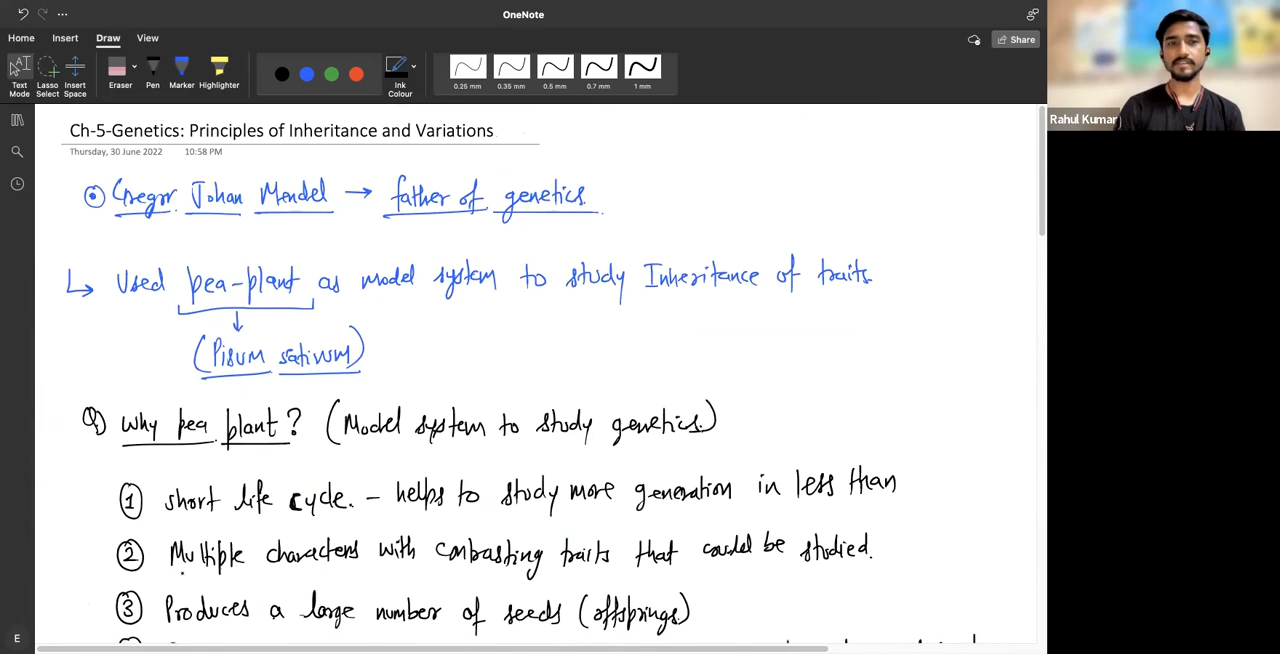 OneNote
Home Insert Draw View
Share
Text Mode
Lasso Select
Insert Space
Eraser
Pen
Marker
Highlighter
Ink Colour
0.25 mm 0.35 mm 0.5 mm 0.7 mm 1 mm
Rahul Kumar
Ch-5-Genetics: Principles of Inheritance and Variations
Thursday, 30 June 2022 10:58 PM
Gregor Johan Mendel → father of genetics.
↳ Used pea-plant as model system to study Inheritance of traits
(Pisum sativum)
Q) Why pea plant? (Model system to study genetics.)
① short life cycle. – helps to study more generation in less than
② Multiple characters with contrasting traits that could be studied.
③ Produces a large number of seeds (offsprings)
E